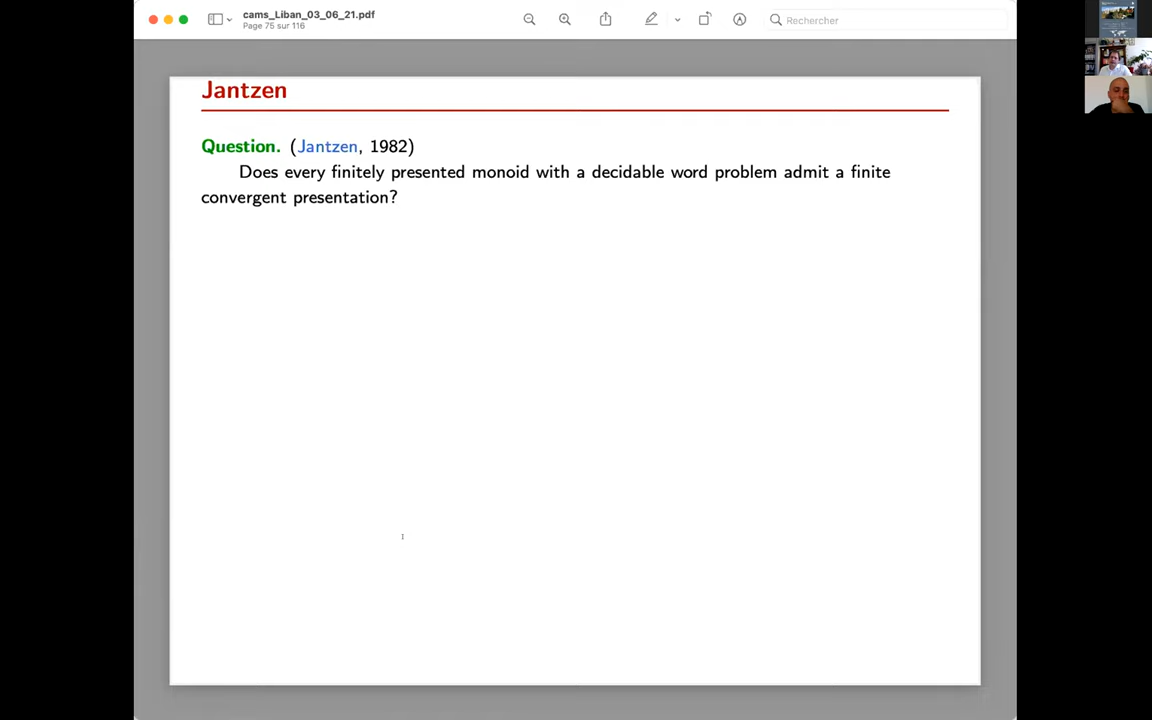 cams_Liban_03_06_21.pdf
Page 75 sur 116
Rechercher
Jantzen
Question. (Jantzen, 1982)
Does every finitely presented monoid with a decidable word problem admit a finite
convergent presentation?